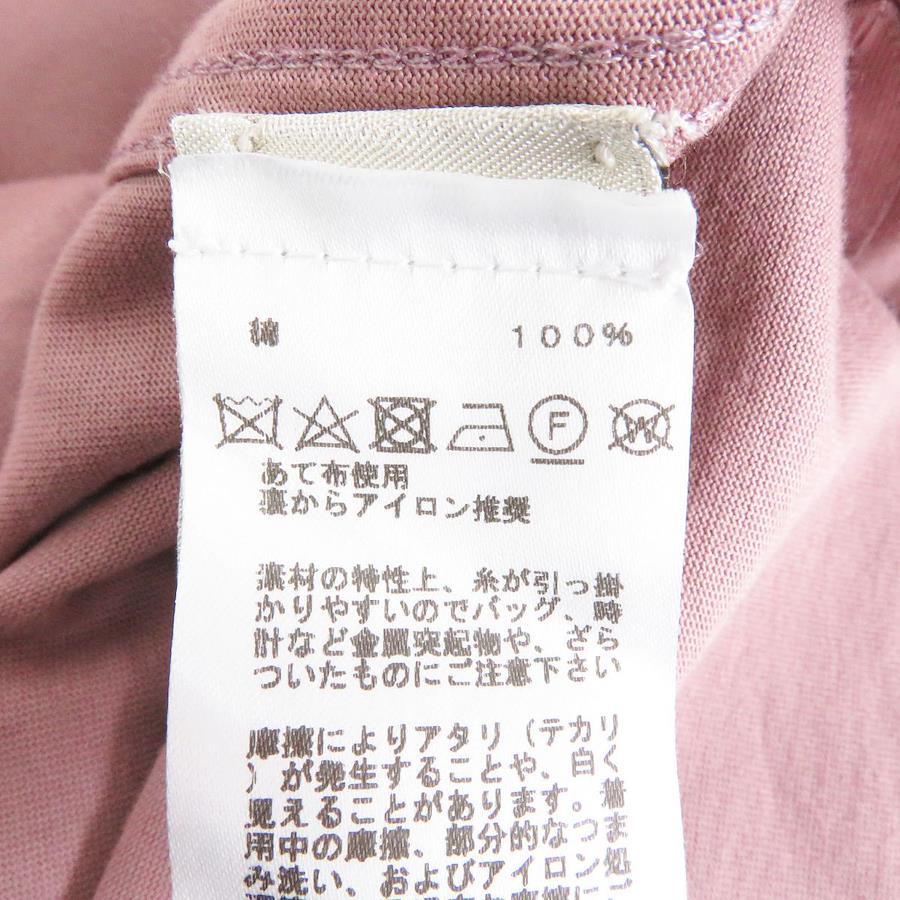 綿 100%
F W
あて布使用
裏からアイロン推奨
素材の特性上、糸が引っ掛
かりやすいのでバッグ、時
計など金属突起物や、ざら
ついたものにご注意下さい
摩擦によりアタリ（テカリ
）が発生することや、白く
見えることがあります。着
用中の摩擦、部分的なつま
み洗い、およびアイロン処